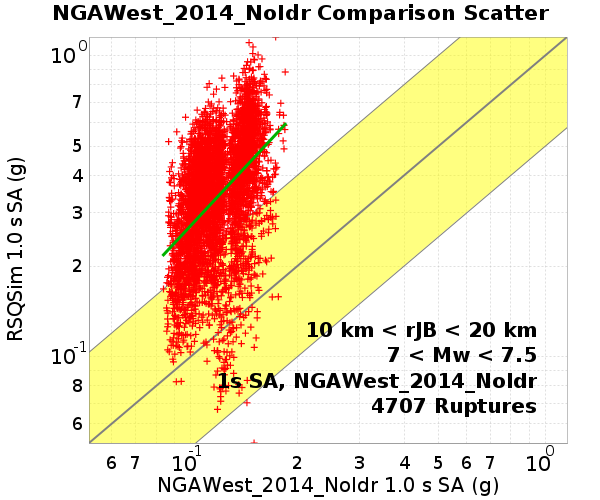 NGAWest_2014_NoIdr Comparison Scatter
10⁰
7
5
4
3
2
10⁻¹
8
6
RSQSim 1.0 s SA (g)
10 km < rJB < 20 km
7 < Mw < 7.5
1s SA, NGAWest_2014_NoIdr
4707 Ruptures
6 7 10⁻¹ 2 3 4 5 6 7 8 10⁰
NGAWest_2014_NoIdr 1.0 s SA (g)